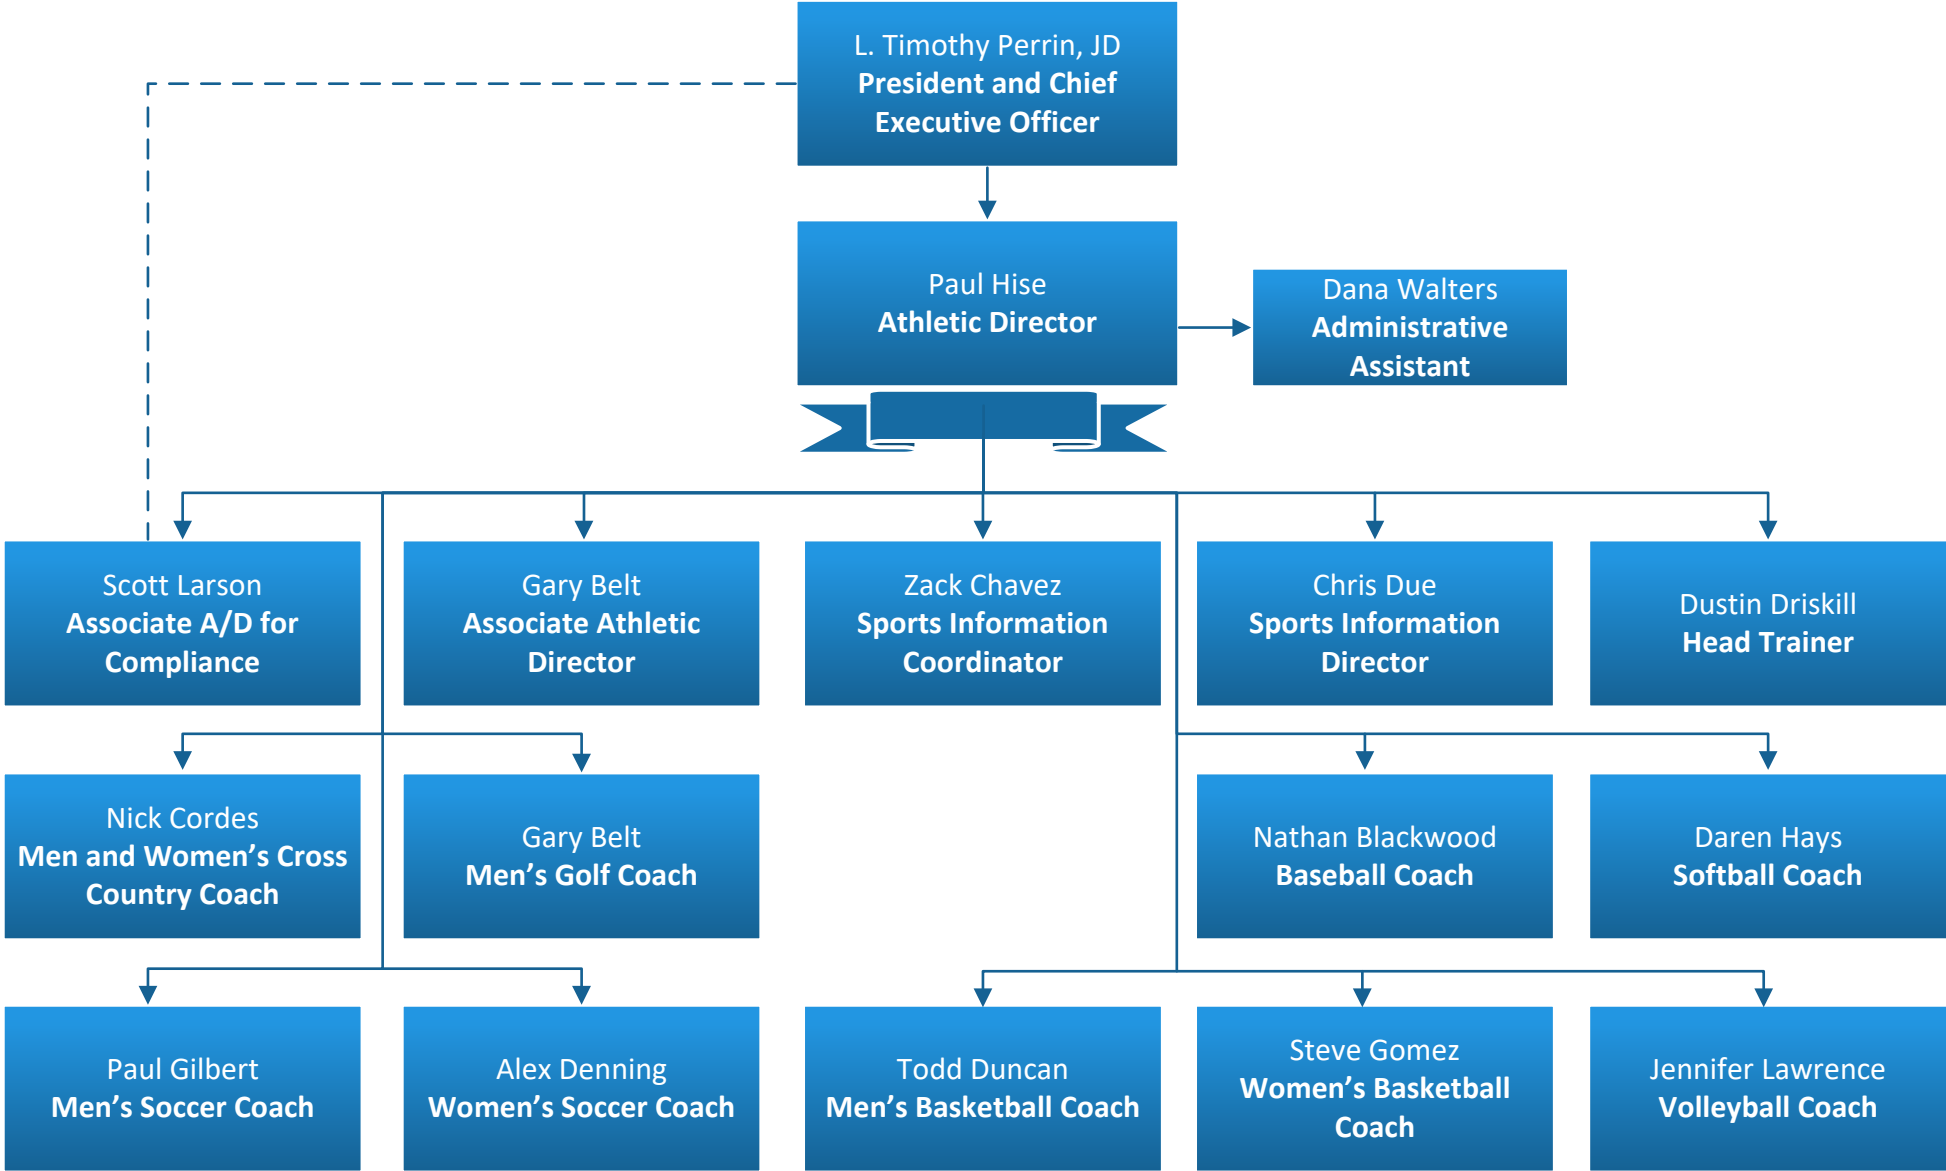 L. Timothy Perrin, JD
President and Chief
Executive Officer
Paul Hise
Athletic Director
Dana Walters
Administrative
Assistant
Scott Larson
Associate A/D for
Compliance
Gary Belt
Associate Athletic
Director
Zack Chavez
Sports Information
Coordinator
Chris Due
Sports Information
Director
Dustin Driskill
Head Trainer
Nick Cordes
Men and Women’s Cross
Country Coach
Gary Belt
Men’s Golf Coach
Nathan Blackwood
Baseball Coach
Daren Hays
Softball Coach
Paul Gilbert
Men’s Soccer Coach
Alex Denning
Women’s Soccer Coach
Todd Duncan
Men’s Basketball Coach
Steve Gomez
Women’s Basketball
Coach
Jennifer Lawrence
Volleyball Coach